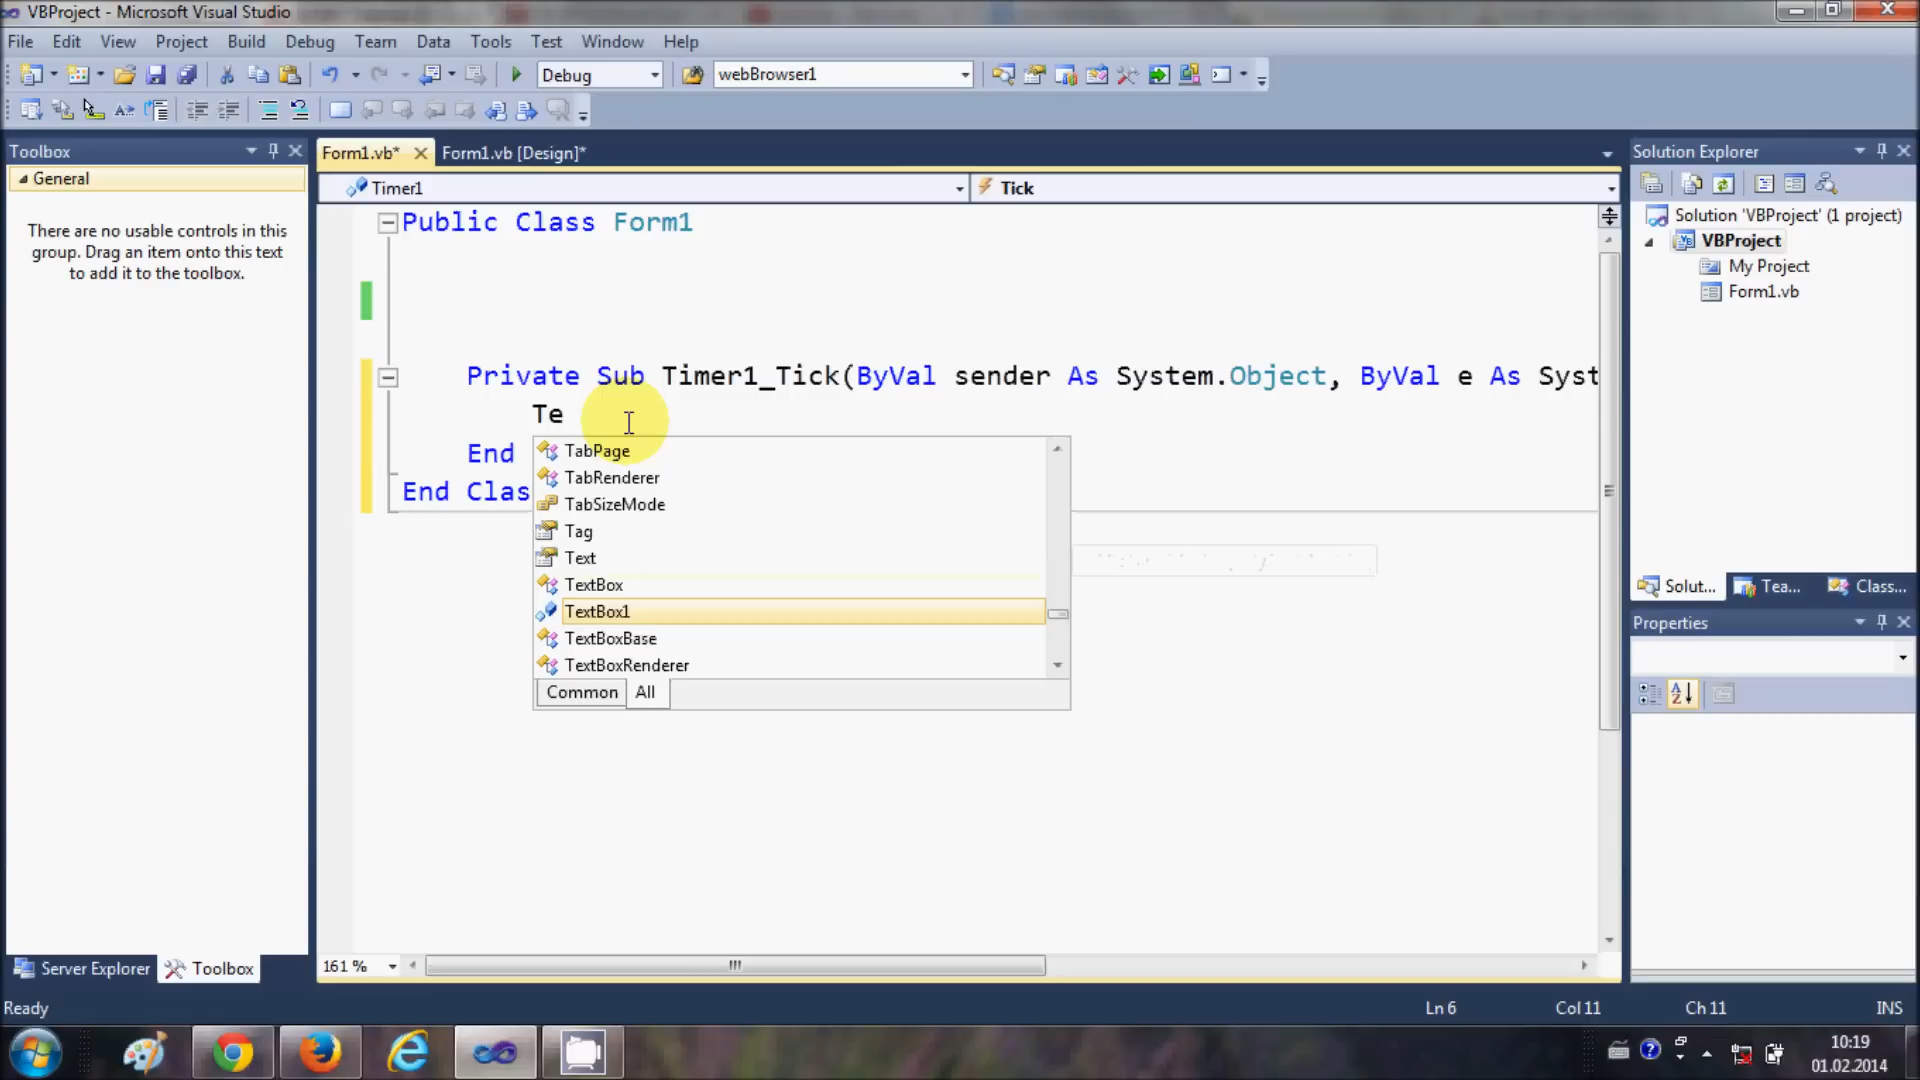 VBProject - Microsoft Visual Studio
File Edit View Project Build Debug Team Data Tools Test Window Help
Debug
webBrowser1
Toolbox
General
There are no usable controls in this
group. Drag an item onto this text
to add it to the toolbox.
Server Explorer
Toolbox
Form1.vb*
Form1.vb [Design]*
Timer1
Tick
Public Class Form1
Private Sub Timer1_Tick(ByVal sender As System.Object, ByVal e As Syst
Te
End
End Clas
TabPage
TabRenderer
TabSizeMode
Tag
Text
TextBox
TextBox1
TextBoxBase
TextBoxRenderer
Common
All
161 %
Solution Explorer
Solution 'VBProject' (1 project)
VBProject
My Project
Form1.vb
Solut...
Tea...
Class...
Properties
Ready
Ln 6
Col 11
Ch 11
INS
10:19
01.02.2014